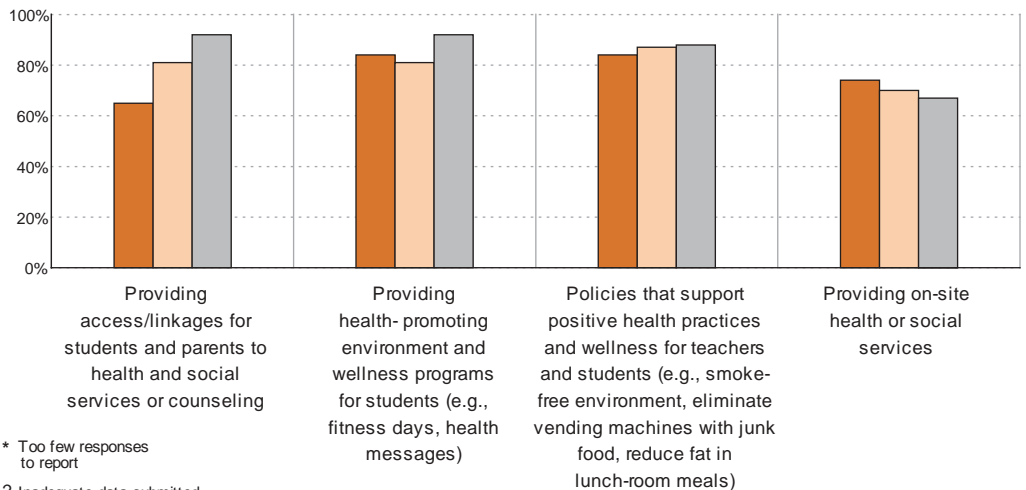 100%
80%
60%
40%
20%
0%
Providing
access/linkages for
students and parents to
health and social
services or counseling
Providing
health- promoting
environment and
wellness programs
for students (e.g.,
fitness days, health
messages)
Policies that support
positive health practices
and wellness for teachers
and students (e.g., smoke-
free environment, eliminate
vending machines with junk
food, reduce fat in
lunch-room meals)
Providing on-site
health or social
services
* Too few responses
to report
? Inadequate data submitted